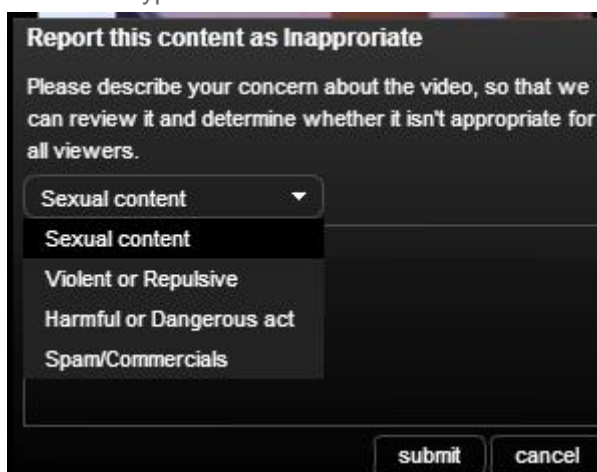 Report this content as Inapproriate
Please describe your concern about the video, so that we
can review it and determine whether it isn't appropriate for
all viewers.
Sexual content
Sexual content
Violent or Repulsive
Harmful or Dangerous act
Spam/Commercials
submit cancel